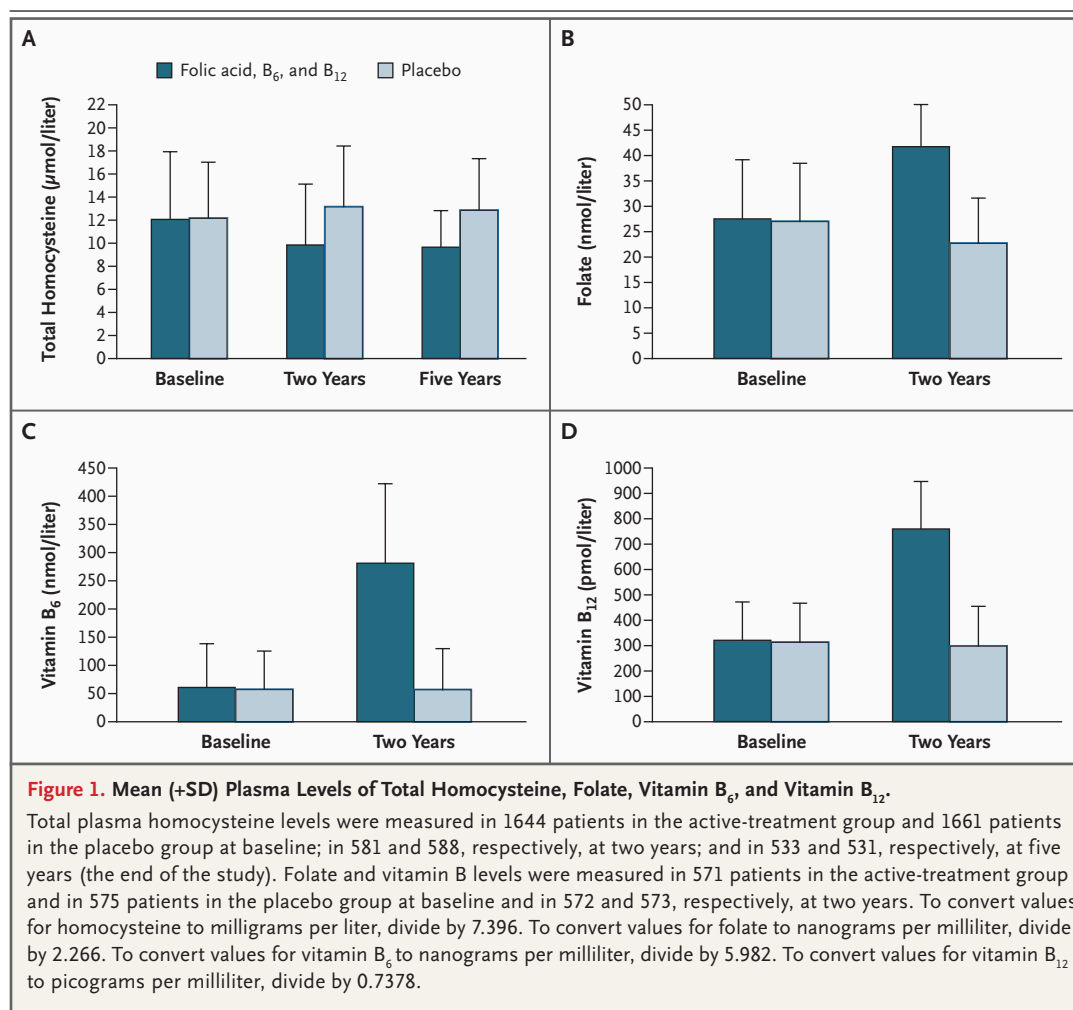 A
Folic acid, B₆, and B₁₂ Placebo
Total Homocysteine (µmol/liter)
22
20
18
16
14
12
10
8
6
4
2
0
Baseline Two Years Five Years
B
Folate (nmol/liter)
50
45
40
35
30
25
20
15
10
5
0
Baseline Two Years
C
Vitamin B₆ (nmol/liter)
450
400
350
300
250
200
150
100
50
0
Baseline Two Years
D
Vitamin B₁₂ (pmol/liter)
1000
900
800
700
600
500
400
300
200
100
0
Baseline Two Years
Figure 1. Mean (+SD) Plasma Levels of Total Homocysteine, Folate, Vitamin B₆, and Vitamin B₁₂.
Total plasma homocysteine levels were measured in 1644 patients in the active-treatment group and 1661 patients
in the placebo group at baseline; in 581 and 588, respectively, at two years; and in 533 and 531, respectively, at five
years (the end of the study). Folate and vitamin B levels were measured in 571 patients in the active-treatment group
and in 575 patients in the placebo group at baseline and in 572 and 573, respectively, at two years. To convert values
for homocysteine to milligrams per liter, divide by 7.396. To convert values for folate to nanograms per milliliter, divide
by 2.266. To convert values for vitamin B₆ to nanograms per milliliter, divide by 5.982. To convert values for vitamin B₁₂
to picograms per milliliter, divide by 0.7378.